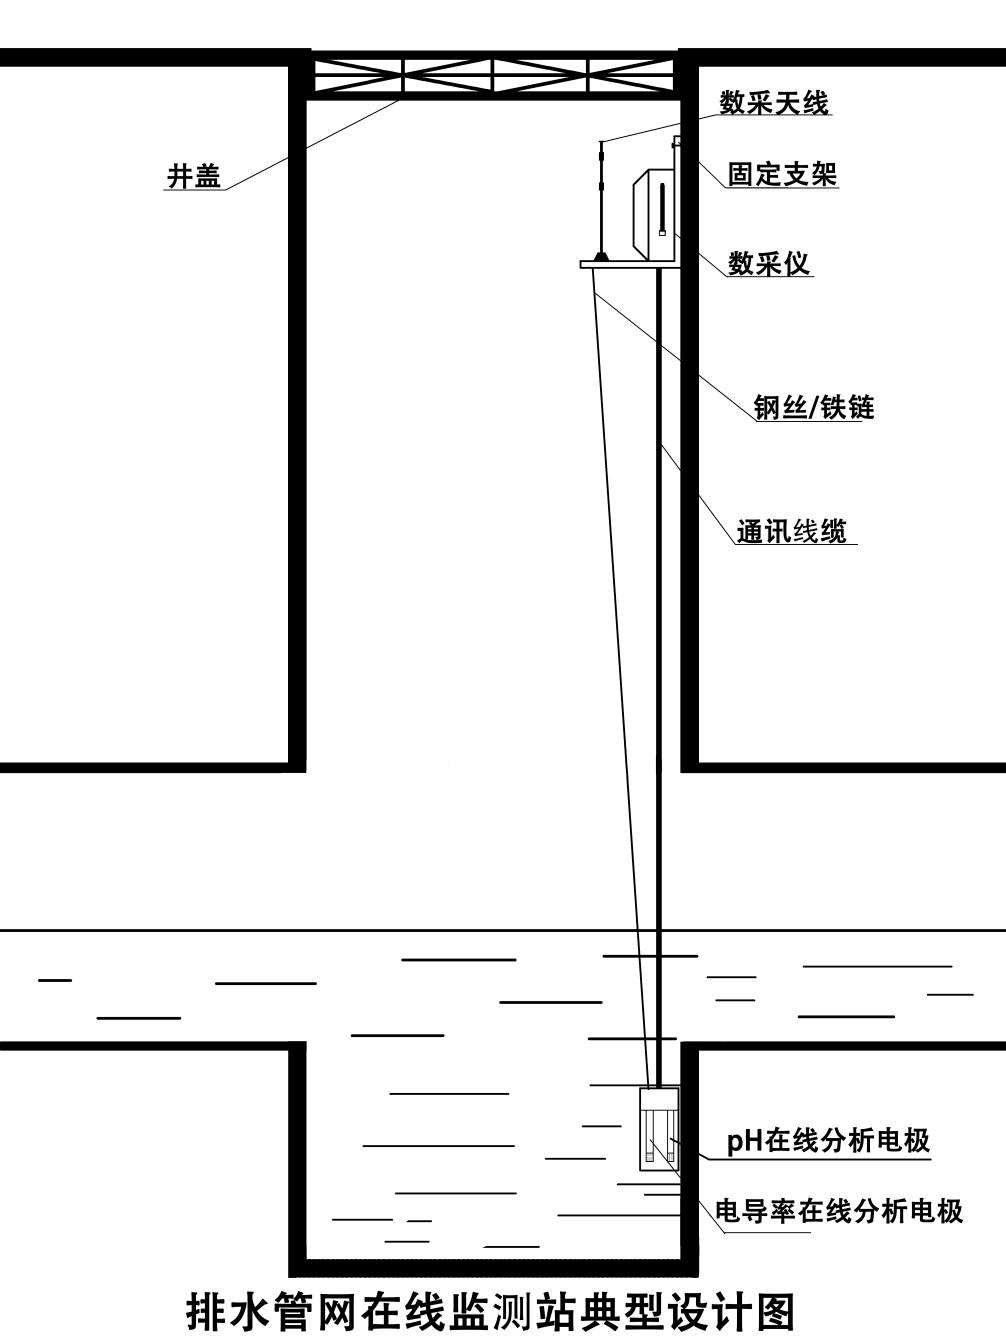 数采天线
井盖
固定支架
数采仪
钢丝/铁链
通讯线缆
pH在线分析电极
电导率在线分析电极
排水管网在线监测站典型设计图